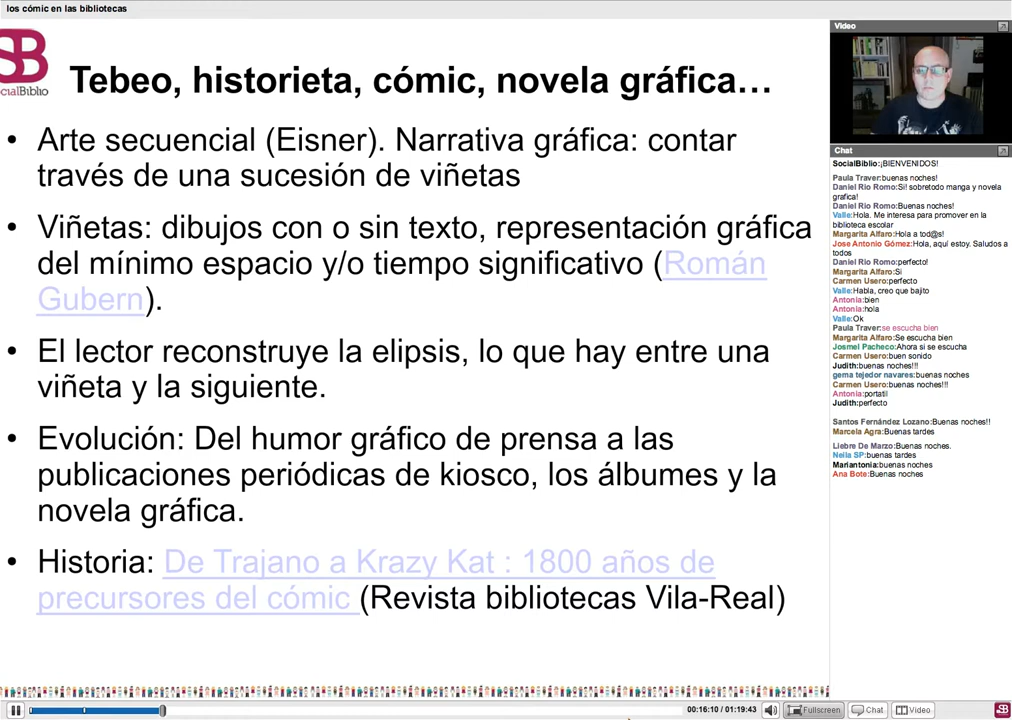 los cómic en las bibliotecas
SB
cialBiblio
Tebeo, historieta, cómic, novela gráfica…
• Arte secuencial (Eisner). Narrativa gráfica: contar
través de una sucesión de viñetas
• Viñetas: dibujos con o sin texto, representación gráfica
del mínimo espacio y/o tiempo significativo (Román
Gubern).
• El lector reconstruye la elipsis, lo que hay entre una
viñeta y la siguiente.
• Evolución: Del humor gráfico de prensa a las
publicaciones periódicas de kiosco, los álbumes y la
novela gráfica.
• Historia: De Trajano a Krazy Kat : 1800 años de
precursores del cómic (Revista bibliotecas Vila-Real)
Video
Chat
SocialBiblio:¡BIENVENIDOS!
Paula Traver:buenas noches!
Daniel Rio Romo:Si! sobretodo manga y novela
grafica!
Daniel Rio Romo:Buenas noches!
Valle:Hola. Me interesa para promover en la
biblioteca escolar
Margarita Alfaro:Hola a tod@s!
Jose Antonio Gómez:Hola, aquí estoy. Saludos a
todos
Daniel Rio Romo:perfecto!
Margarita Alfaro:Si
Carmen Usero:perfecto
Valle:Habla, creo que bajito
Antonia:bien
Antonia:hola
Valle:Ok
Paula Traver:se escucha bien
Margarita Alfaro:Se escucha bien
Josmel Pacheco:Ahora si se escucha
Carmen Usero:buen sonido
Judith:buenas noches!!!
gema tejedor navares:buenas noches
Carmen Usero:buenas noches!!!
Antonia:portatil
Judith:perfecto
Santos Fernández Lozano:Buenas noches!!
Marcela Agra:Buenas tardes
Liebre De Marzo:Buenas noches.
Neila SP:buenas tardes
Mariantonia:buenas noches
Ana Bote:Buenas noches
00:16:10 / 01:19:43
Fullscreen
Chat
Video
SB